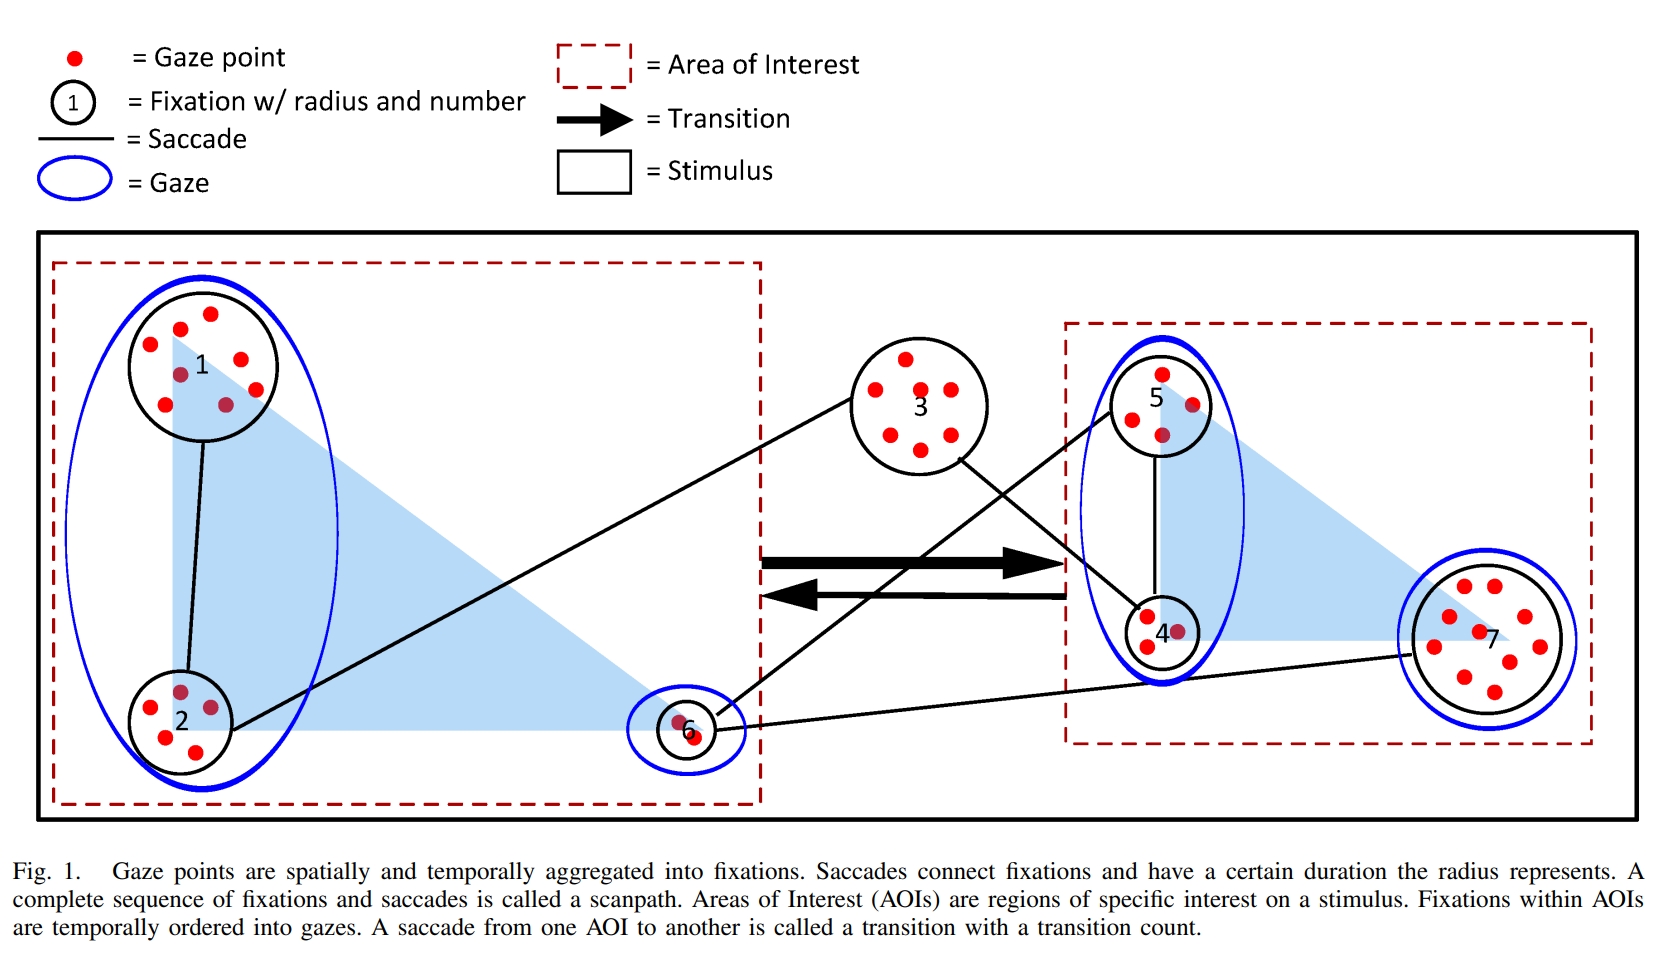 = Gaze point
1 = Fixation w/ radius and number
= Saccade
= Gaze
= Area of Interest
= Transition
= Stimulus
1
2
3
4
5
6
7
Fig. 1. Gaze points are spatially and temporally aggregated into fixations. Saccades connect fixations and have a certain duration the radius represents. A
complete sequence of fixations and saccades is called a scanpath. Areas of Interest (AOIs) are regions of specific interest on a stimulus. Fixations within AOIs
are temporally ordered into gazes. A saccade from one AOI to another is called a transition with a transition count.